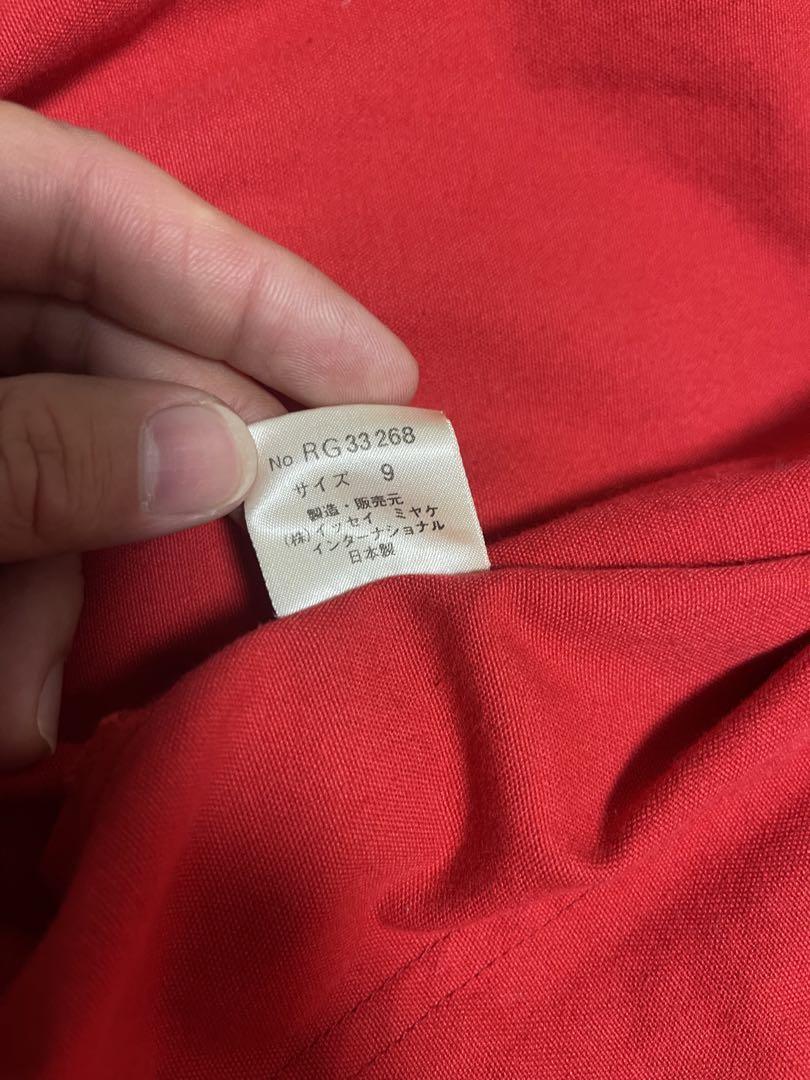 No RG33268
サイズ 9
製造・販売元
(株)イッセイ ミヤケ
インターナショナル
日本製